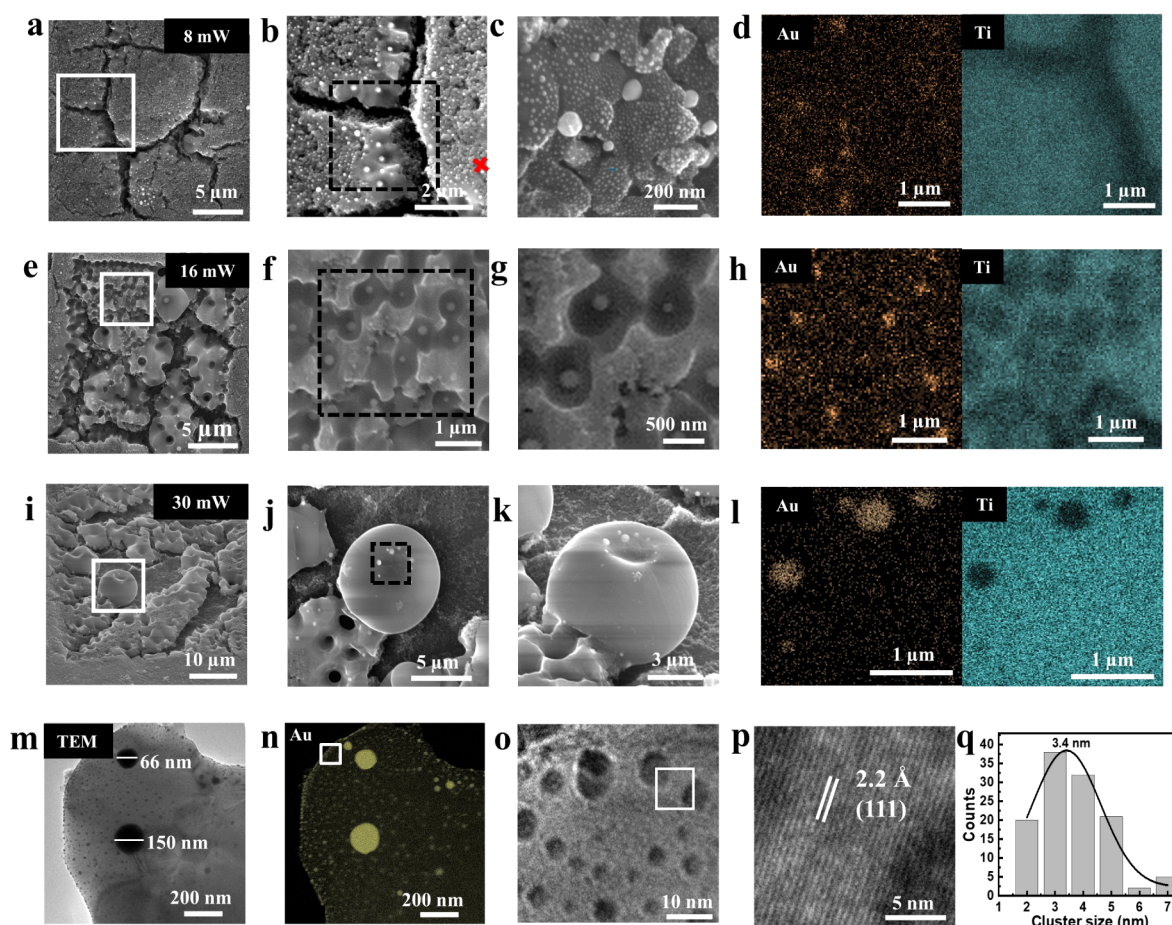 a
8 mW
5 µm
b
2 µm
c
200 nm
d
Au
1 µm
Ti
1 µm
e
16 mW
5 µm
f
1 µm
g
500 nm
h
Au
1 µm
Ti
1 µm
i
30 mW
10 µm
j
5 µm
k
3 µm
l
Au
1 µm
Ti
1 µm
m
TEM
66 nm
150 nm
200 nm
n
Au
200 nm
o
10 nm
p
2.2 Å
(111)
5 nm
q
3.4 nm
Counts
40
35
30
25
20
15
10
5
0
1 2 3 4 5 6 7
Cluster size (nm)